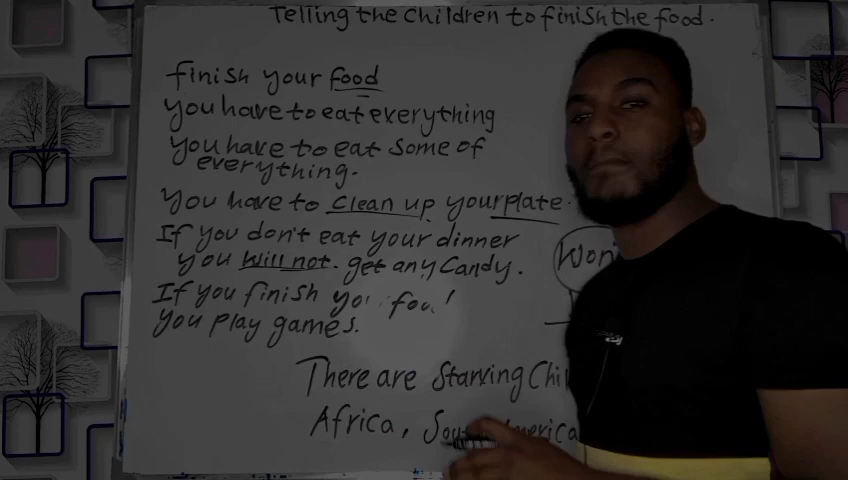 Telling the children to finish the food.
finish your food
you have to eat everything
you have to eat some of
everything.
you have to clean up your plate.
If you don't eat your dinner
you will not. get any Candy.
If you finish
you play games.
There are Starving
Africa, South America